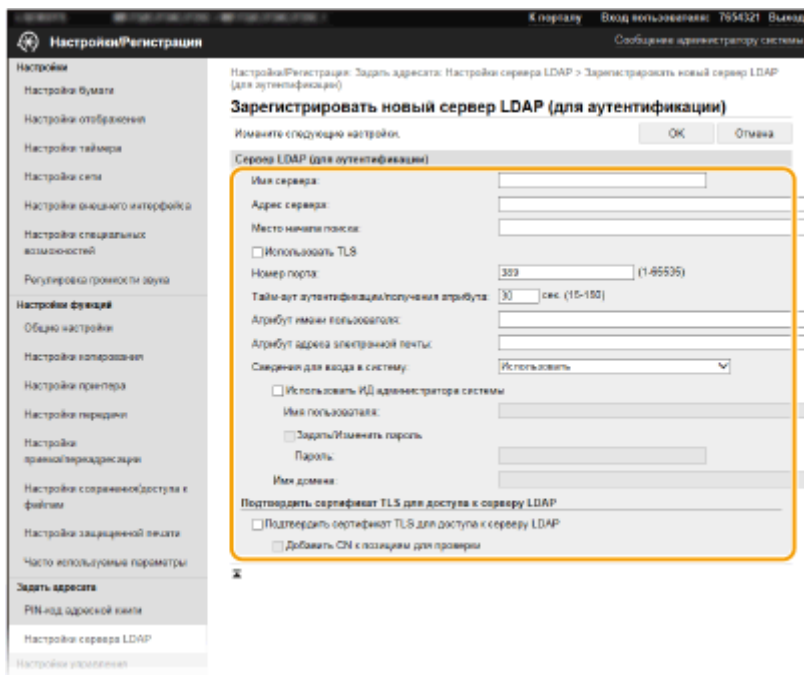 К порталу Вход пользователя: 7654321 Выход
Настройки/Регистрация
Сообщение администратору системы
Настройки
Настройки бумаги
Настройки отображения
Настройки таймера
Настройки сети
Настройки внешнего интерфейса
Настройки специальных
возможностей
Регулировка громкости звука
Настройки функций
Общие настройки
Настройки копирования
Настройки принтера
Настройки передачи
Настройки
приема/переадресации
Настройки сохранения/доступа к
файлам
Настройки защищенной печати
Часто используемые параметры
Задать адресата
PIN-код адресной книги
Настройки сервера LDAP
Настройки управления
Настройки/Регистрация: Задать адресата: Настройки сервера LDAP > Зарегистрировать новый сервер LDAP
(для аутентификации)
Зарегистрировать новый сервер LDAP (для аутентификации)
Измените следующие настройки.
OK Отмена
Сервер LDAP (для аутентификации)
Имя сервера:
Адрес сервера:
Место начала поиска:
Использовать TLS
Номер порта: 389 (1-65535)
Тайм-аут аутентификации/получения атрибута: 30 сек. (15-150)
Атрибут имени пользователя:
Атрибут адреса электронной почты:
Сведения для входа в систему: Использовать
Использовать ИД администратора системы
Имя пользователя:
Задать/Изменить пароль
Пароль:
Имя домена:
Подтвердить сертификат TLS для доступа к серверу LDAP
Подтвердить сертификат TLS для доступа к серверу LDAP
Добавить CN к позициям для проверки